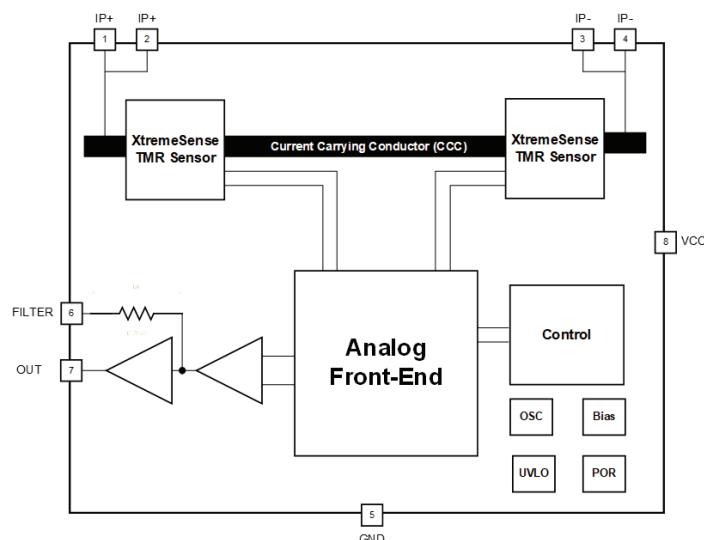 IP+ IP+ IP- IP-
1 2 3 4
XtremeSense
TMR Sensor
Current Carrying Conductor (CCC)
XtremeSense
TMR Sensor
8 VCC
FILTER 6
OUT 7
Analog
Front-End
Control
OSC Bias
UVLO POR
5
GND